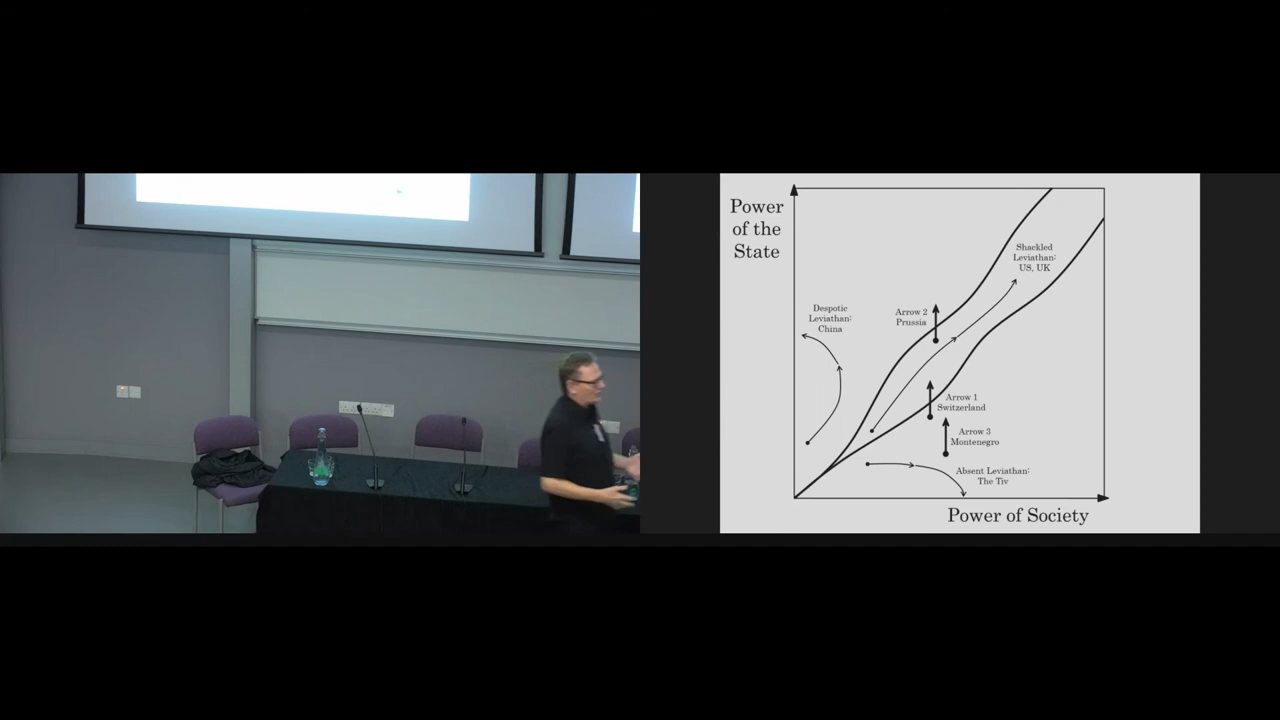 Power
of the
State
Shackled
Leviathan:
US, UK
Despotic
Leviathan:
China
Arrow 2
Prussia
Arrow 1
Switzerland
Arrow 3
Montenegro
Absent Leviathan:
The Tiv
Power of Society